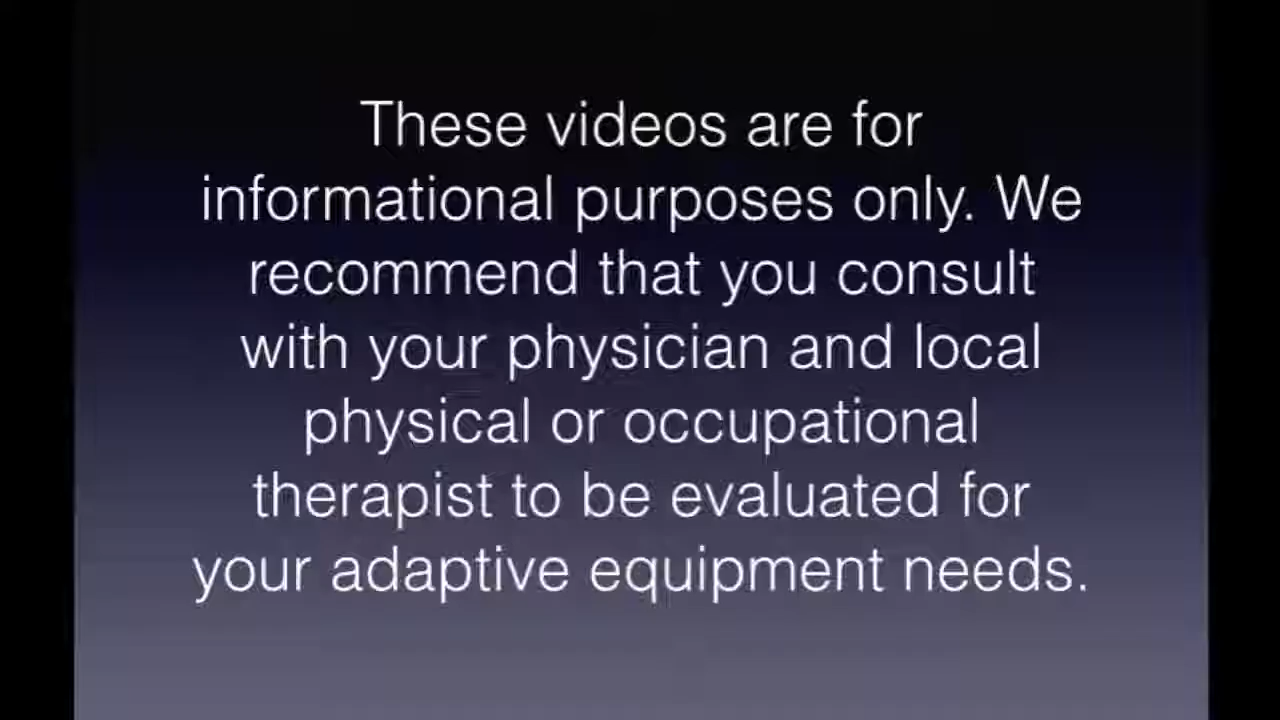 These videos are for
informational purposes only. We
recommend that you consult
with your physician and local
physical or occupational
therapist to be evaluated for
your adaptive equipment needs.